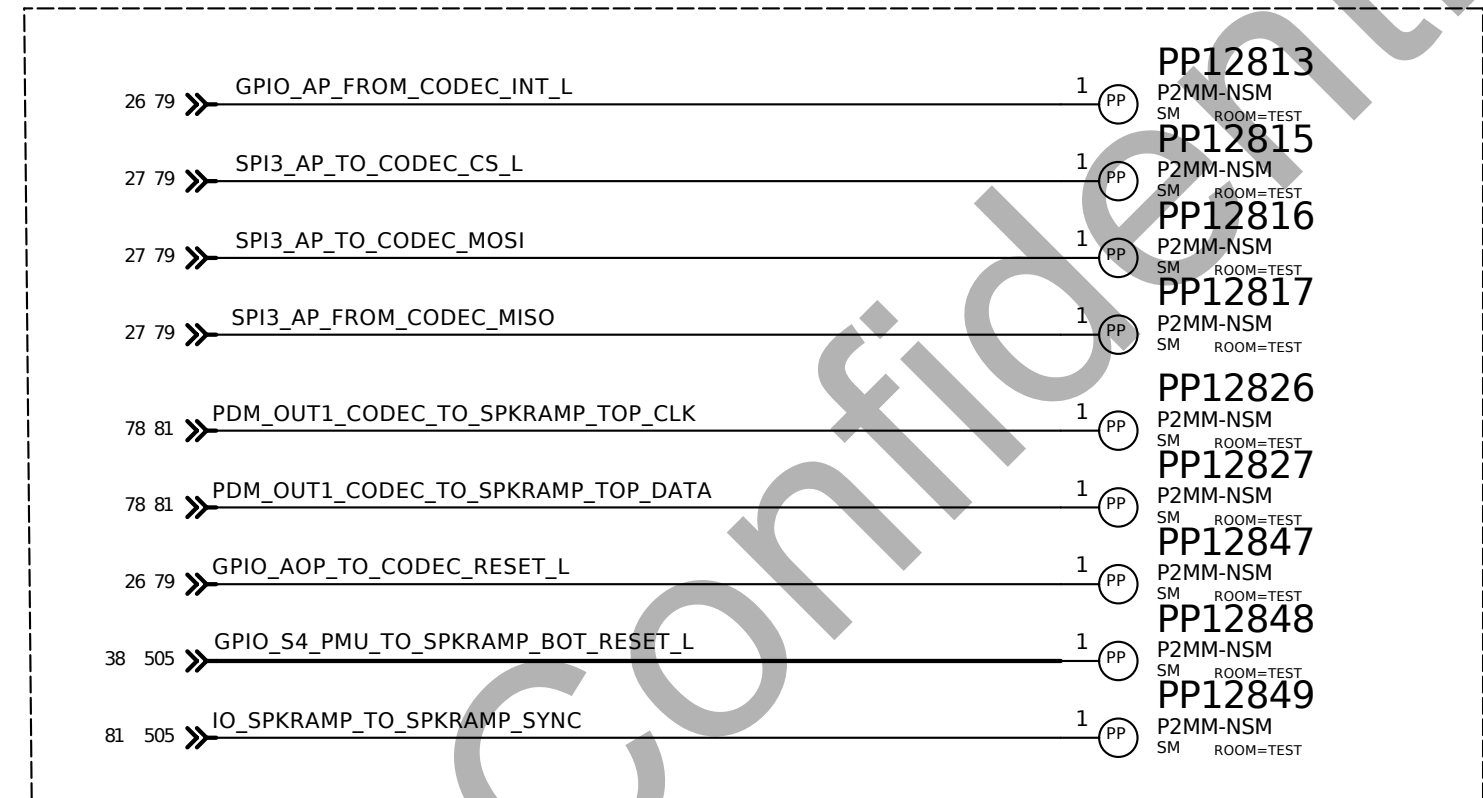 PP12813
GPIO_AP_FROM_CODEC_INT_L 1 P2MM-NSM
26 79 PP SM ROOM=TEST
PP12815
SPI3_AP_TO_CODEC_CS_L 1 P2MM-NSM
27 79 PP SM ROOM=TEST
PP12816
SPI3_AP_TO_CODEC_MOSI 1 P2MM-NSM
27 79 PP SM ROOM=TEST
PP12817
SPI3_AP_FROM_CODEC_MISO 1 P2MM-NSM
27 79 PP SM ROOM=TEST
PP12826
PDM_OUT1_CODEC_TO_SPKRAMP_TOP_CLK 1 P2MM-NSM
78 81 PP SM ROOM=TEST
PP12827
PDM_OUT1_CODEC_TO_SPKRAMP_TOP_DATA 1 P2MM-NSM
78 81 PP SM ROOM=TEST
PP12847
GPIO_AOP_TO_CODEC_RESET_L 1 P2MM-NSM
26 79 PP SM ROOM=TEST
PP12848
GPIO_S4_PMU_TO_SPKRAMP_BOT_RESET_L 1 P2MM-NSM
38 505 PP SM ROOM=TEST
PP12849
IO_SPKRAMP_TO_SPKRAMP_SYNC 1 P2MM-NSM
81 505 PP SM ROOM=TEST
Confident